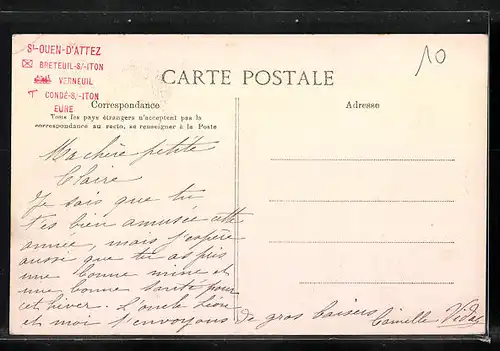 St-OUEN-D'ATTEZ
BRETEUIL-S/-ITON
VERNEUIL
CONDÉ-S/-ITON
EURE
10
CARTE POSTALE
Correspondance
Tous les pays étrangers n'acceptent pas la
correspondance au recto, se renseigner à la Poste
Adresse
Ma chère petite
Claire
Je sais que tu
t'es bien amusée cette
année, mais j'espère
aussi que tu as pris
une bonne mine et
une bonne santé pour
cet hiver. L'oncle Léon
et moi t'envoyons de gros baisers
Camille Vidal